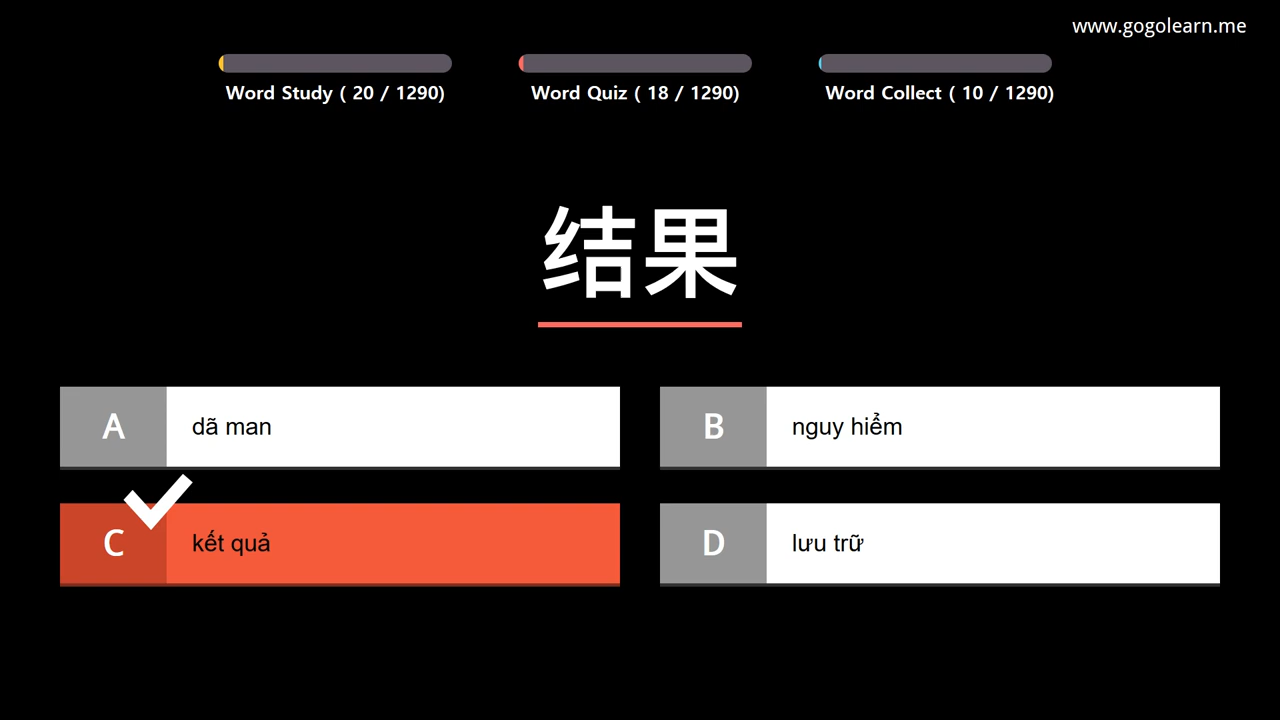 www.gogolearn.me
Word Study ( 20 / 1290)
Word Quiz ( 18 / 1290)
Word Collect ( 10 / 1290)
结果
A
dã man
B
nguy hiểm
C
kết quả
D
lưu trữ